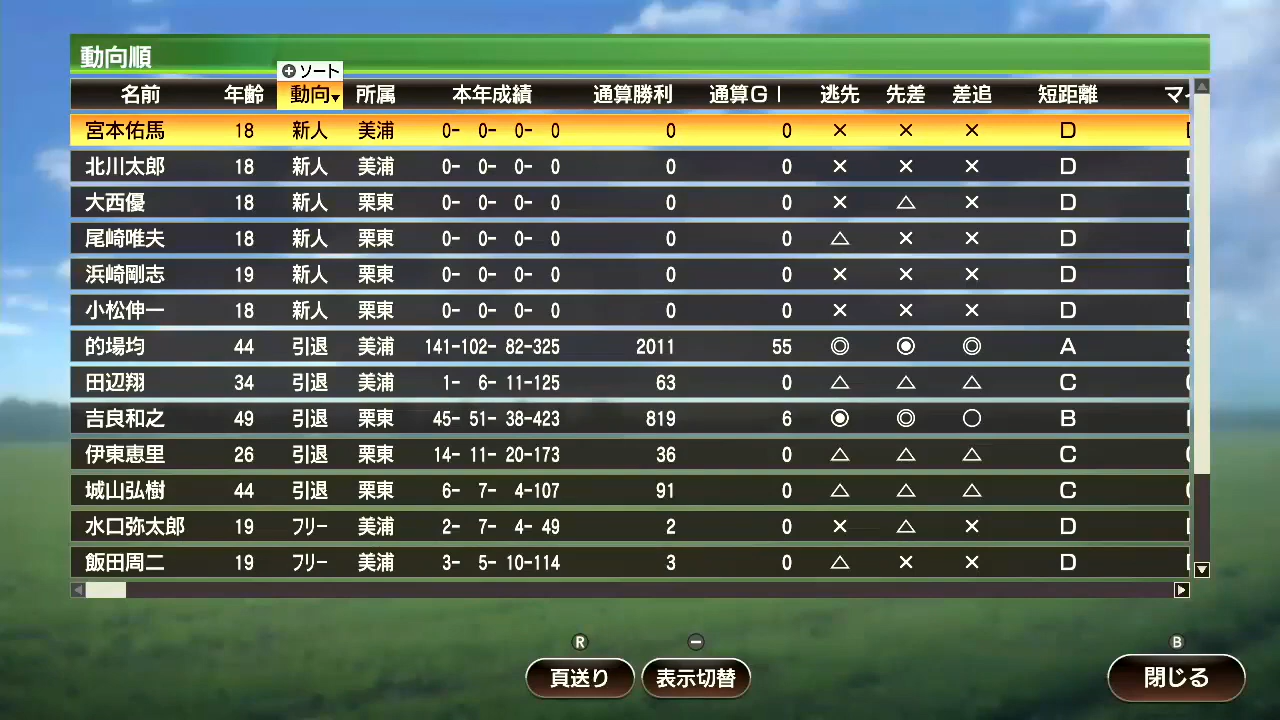 動向順
ソート
名前 年齢 動向 所属 本年成績 通算勝利 通算GⅠ 逃先 先差 差追 短距離 マイ
宮本佑馬 18 新人 美浦 0- 0- 0- 0 0 0 × × × D
北川太郎 18 新人 美浦 0- 0- 0- 0 0 0 × × × D
大西優 18 新人 栗東 0- 0- 0- 0 0 0 × △ × D
尾崎唯夫 18 新人 栗東 0- 0- 0- 0 0 0 △ × × D
浜崎剛志 19 新人 栗東 0- 0- 0- 0 0 0 × × × D
小松伸一 18 新人 栗東 0- 0- 0- 0 0 0 × × × D
的場均 44 引退 美浦 141-102- 82-325 2011 55 ◎ ◉ ◎ A
田辺翔 34 引退 美浦 1- 6- 11-125 63 0 △ △ △ C
吉良和之 49 引退 栗東 45- 51- 38-423 819 6 ◉ ◎ ○ B
伊東恵里 26 引退 栗東 14- 11- 20-173 36 0 △ △ △ C
城山弘樹 44 引退 栗東 6- 7- 4-107 91 0 △ △ △ C
水口弥太郎 19 フリー 美浦 2- 7- 4- 49 2 0 × △ × D
飯田周二 19 フリー 美浦 3- 5- 10-114 3 0 △ × × D
R − B
頁送り 表示切替 閉じる